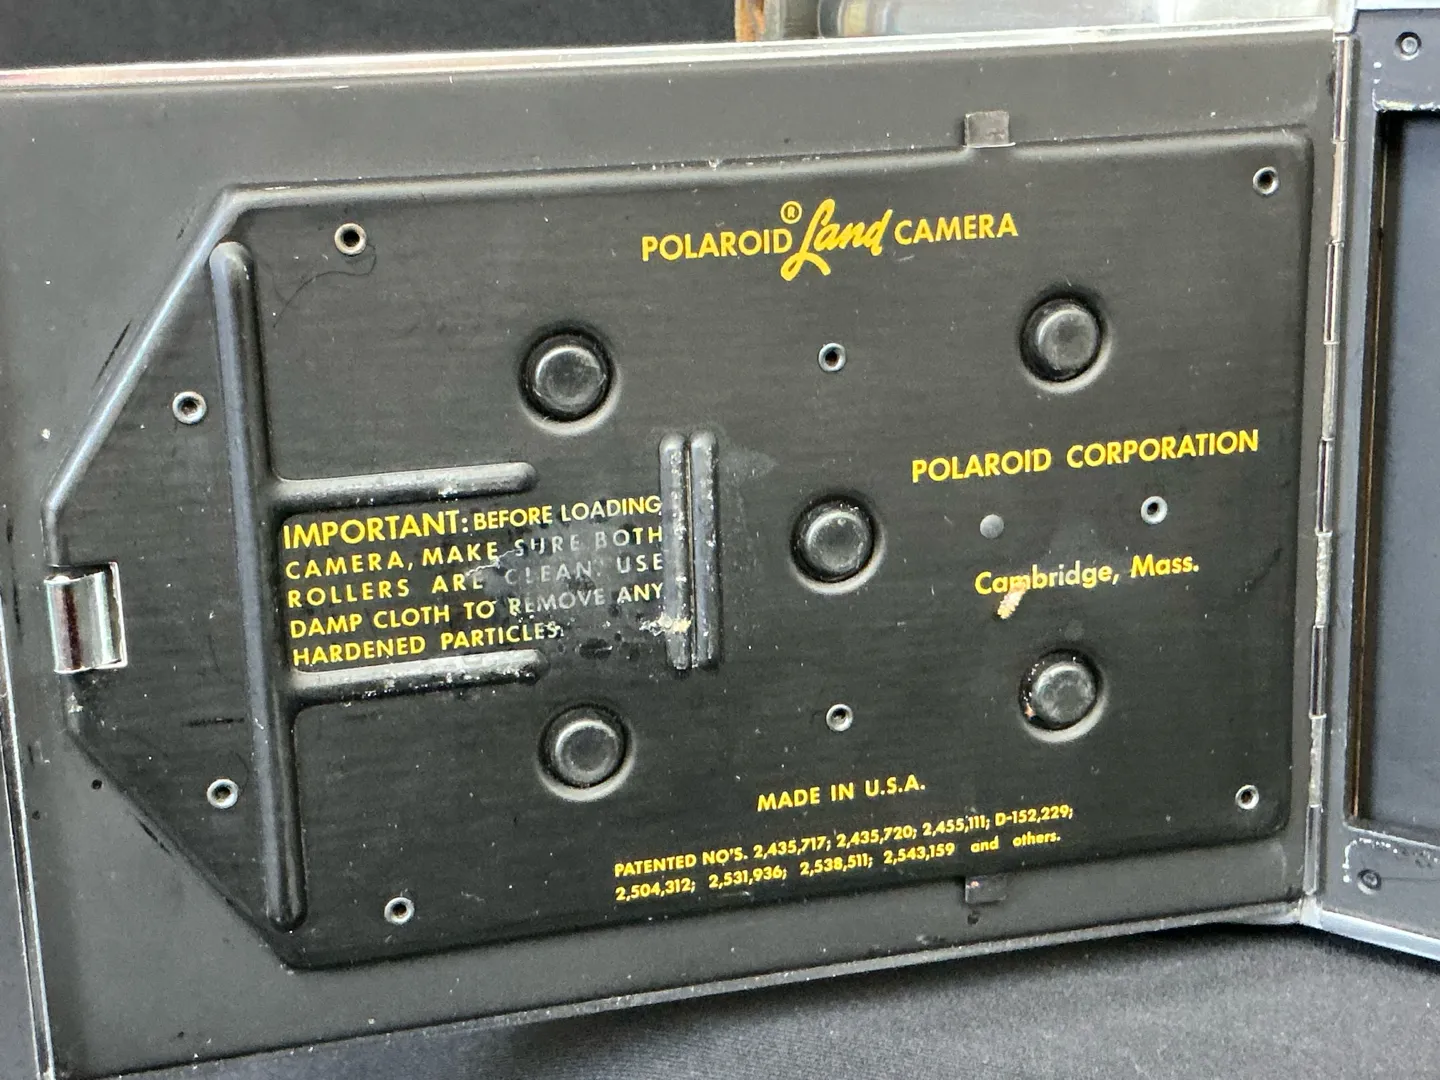 POLAROID ® Land CAMERA
POLAROID CORPORATION
Cambridge, Mass.
IMPORTANT: BEFORE LOADING
CAMERA, MAKE SURE BOTH
ROLLERS ARE CLEAN. USE
DAMP CLOTH TO REMOVE ANY
HARDENED PARTICLES.
MADE IN U.S.A.
PATENTED NO'S. 2,435,717; 2,435,720; 2,455,111; D-152,229;
2,504,312; 2,531,936; 2,538,511; 2,543,159 and others.